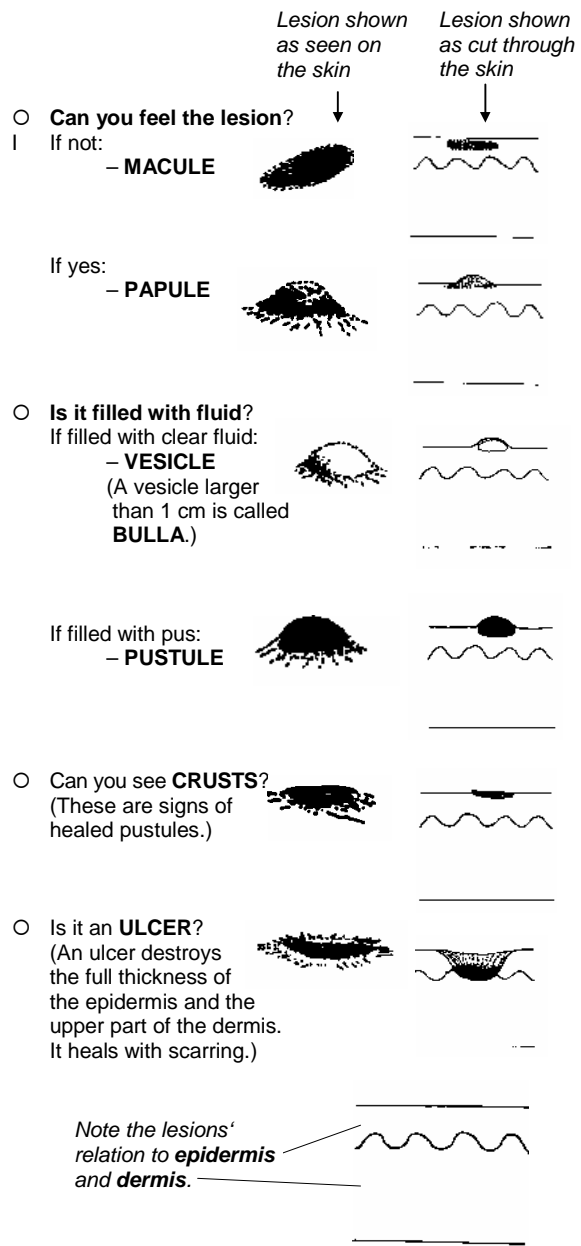 Lesion shown
as seen on
the skin
Lesion shown
as cut through
the skin
○ Can you feel the lesion?
I If not:
– MACULE
If yes:
– PAPULE
○ Is it filled with fluid?
If filled with clear fluid:
– VESICLE
(A vesicle larger
than 1 cm is called
BULLA.)
If filled with pus:
– PUSTULE
○ Can you see CRUSTS?
(These are signs of
healed pustules.)
○ Is it an ULCER?
(An ulcer destroys
the full thickness of
the epidermis and the
upper part of the dermis.
It heals with scarring.)
Note the lesions‘
relation to epidermis
and dermis.